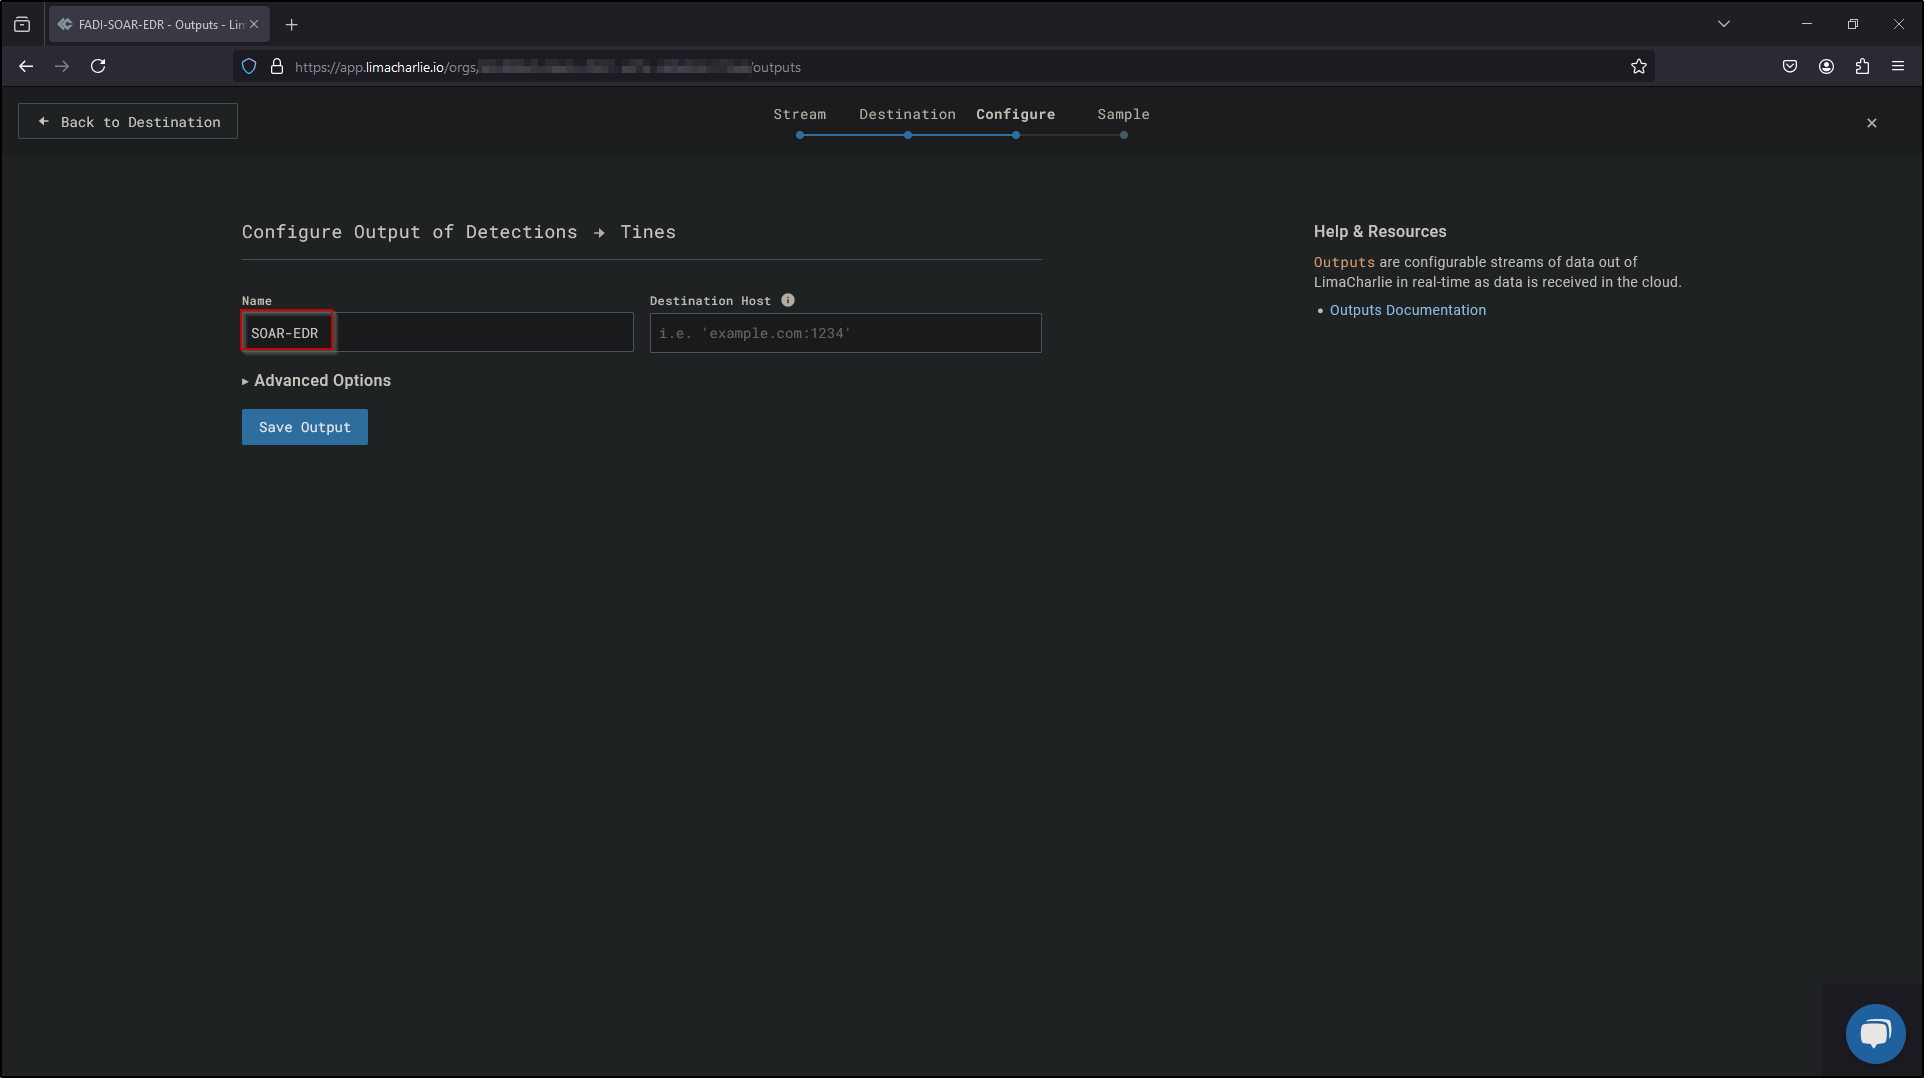 FADI-SOAR-EDR - Outputs - Lim
https://app.limacharlie.io/orgs/ /outputs
Back to Destination
Stream
Destination
Configure
Sample
Configure Output of Detections → Tines
Name
SOAR-EDR
Destination Host
i.e. 'example.com:1234'
Advanced Options
Save Output
Help & Resources
Outputs are configurable streams of data out of
LimaCharlie in real-time as data is received in the cloud.
• Outputs Documentation